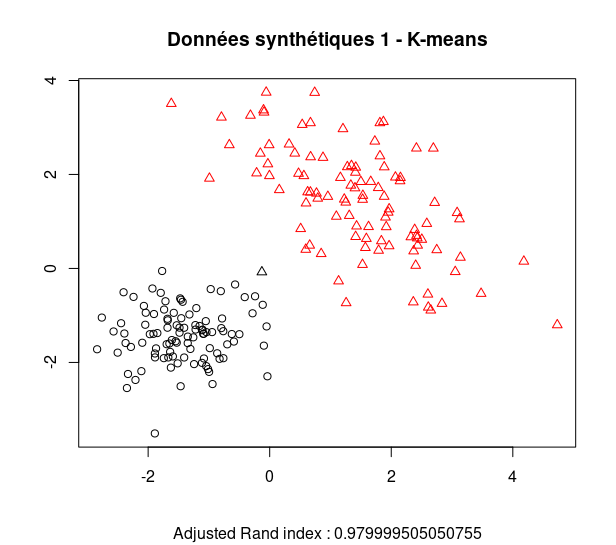 Données synthétiques 1 - K-means
4
2
0
-2
-2 0 2 4
Adjusted Rand index : 0.979999505050755